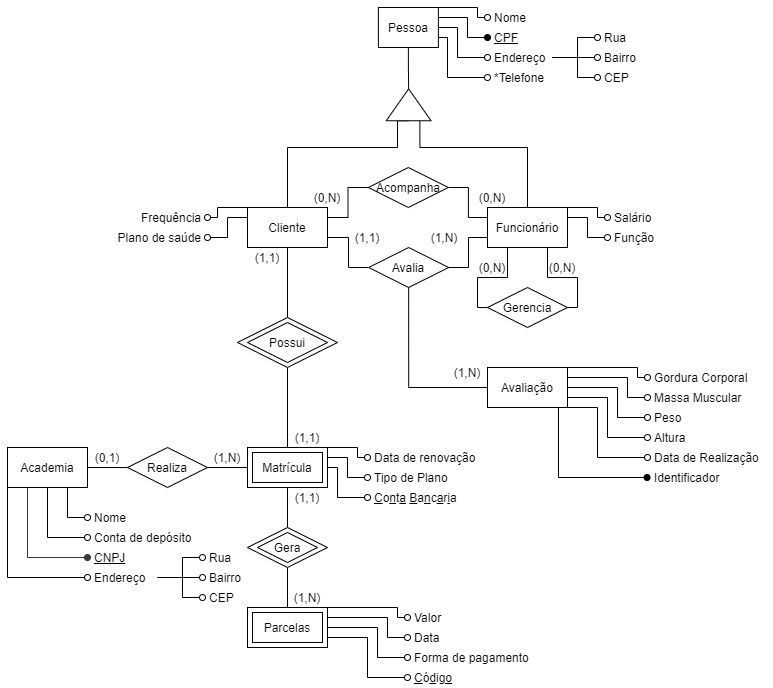 Pessoa
Nome
CPF
Endereço
*Telefone
Rua
Bairro
CEP
Acompanha
(0,N)
(0,N)
Frequência
Plano de saúde
Cliente
Funcionário
Salário
Função
(1,1)
(1,N)
(1,1)
Avalia
(0,N)
(0,N)
Gerencia
Possui
(1,N)
Avaliação
Gordura Corporal
Massa Muscular
Peso
Altura
Data de Realização
Identificador
(1,1)
Academia
(0,1)
Realiza
(1,N)
Matrícula
Data de renovação
Tipo de Plano
Conta Bancaria
(1,1)
Nome
Conta de depósito
CNPJ
Endereço
Rua
Bairro
CEP
Gera
(1,N)
Parcelas
Valor
Data
Forma de pagamento
Código